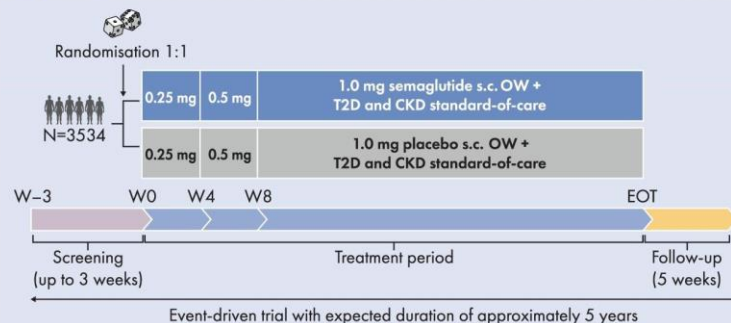 Randomisation 1:1
N=3534
0.25 mg
0.5 mg
1.0 mg semaglutide s.c. OW +
T2D and CKD standard-of-care
0.25 mg
0.5 mg
1.0 mg placebo s.c. OW +
T2D and CKD standard-of-care
W–3
W0
W4
W8
EOT
Screening
(up to 3 weeks)
Treatment period
Follow-up
(5 weeks)
Event-driven trial with expected duration of approximately 5 years